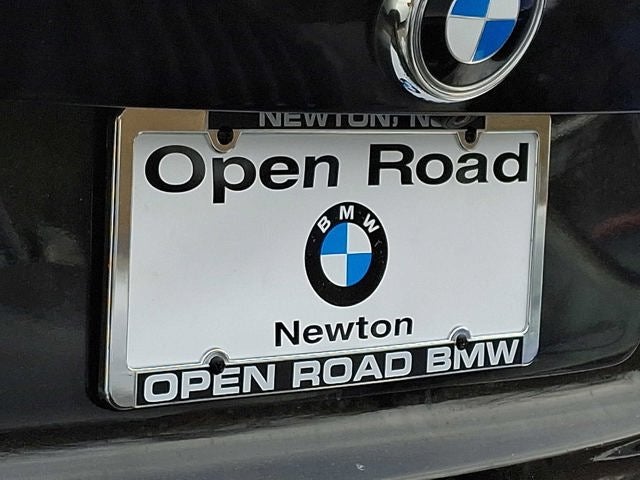 NEWTON, NJ
Open Road
BMW
Newton
OPEN ROAD BMW